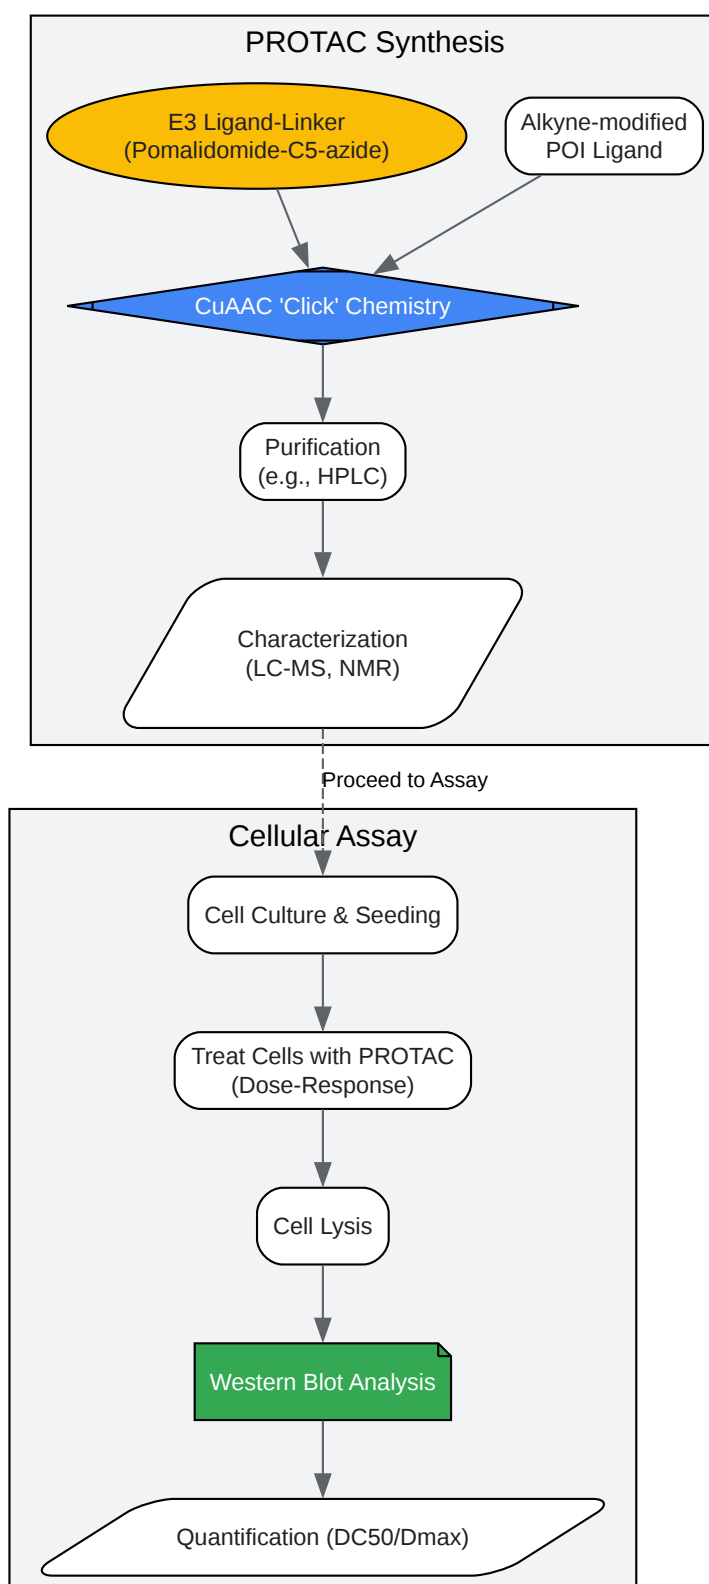 PROTAC Synthesis
E3 Ligand-Linker
(Pomalidomide-C5-azide)
Alkyne-modified
POI Ligand
CuAAC 'Click' Chemistry
Purification
(e.g., HPLC)
Characterization
(LC-MS, NMR)
Proceed to Assay
Cellular Assay
Cell Culture & Seeding
Treat Cells with PROTAC
(Dose-Response)
Cell Lysis
Western Blot Analysis
Quantification (DC50/Dmax)